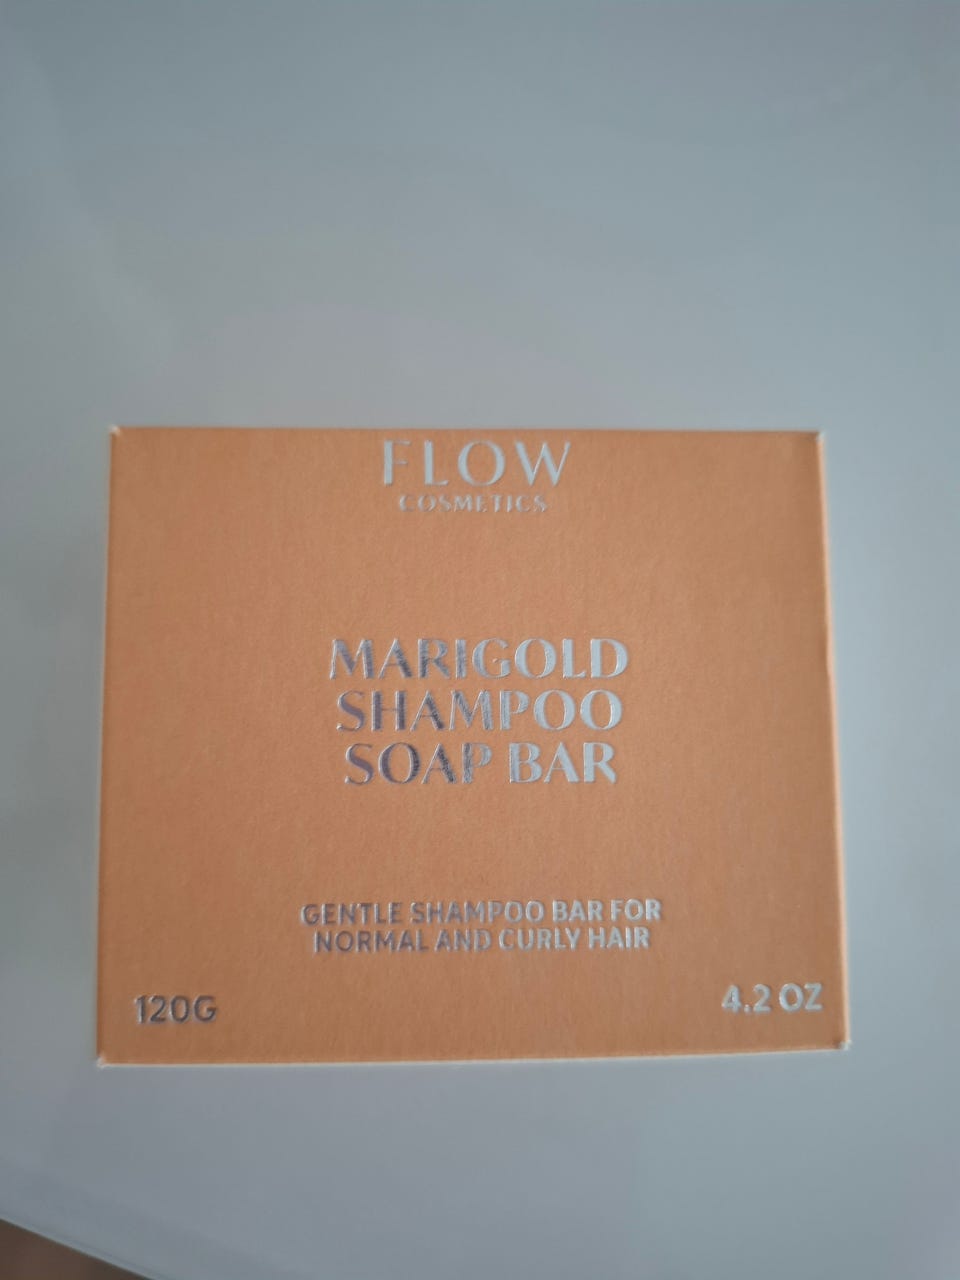 FLOW
COSMETICS
MARIGOLD
SHAMPOO
SOAP BAR
GENTLE SHAMPOO BAR FOR
NORMAL AND CURLY HAIR
120G
4.2 OZ